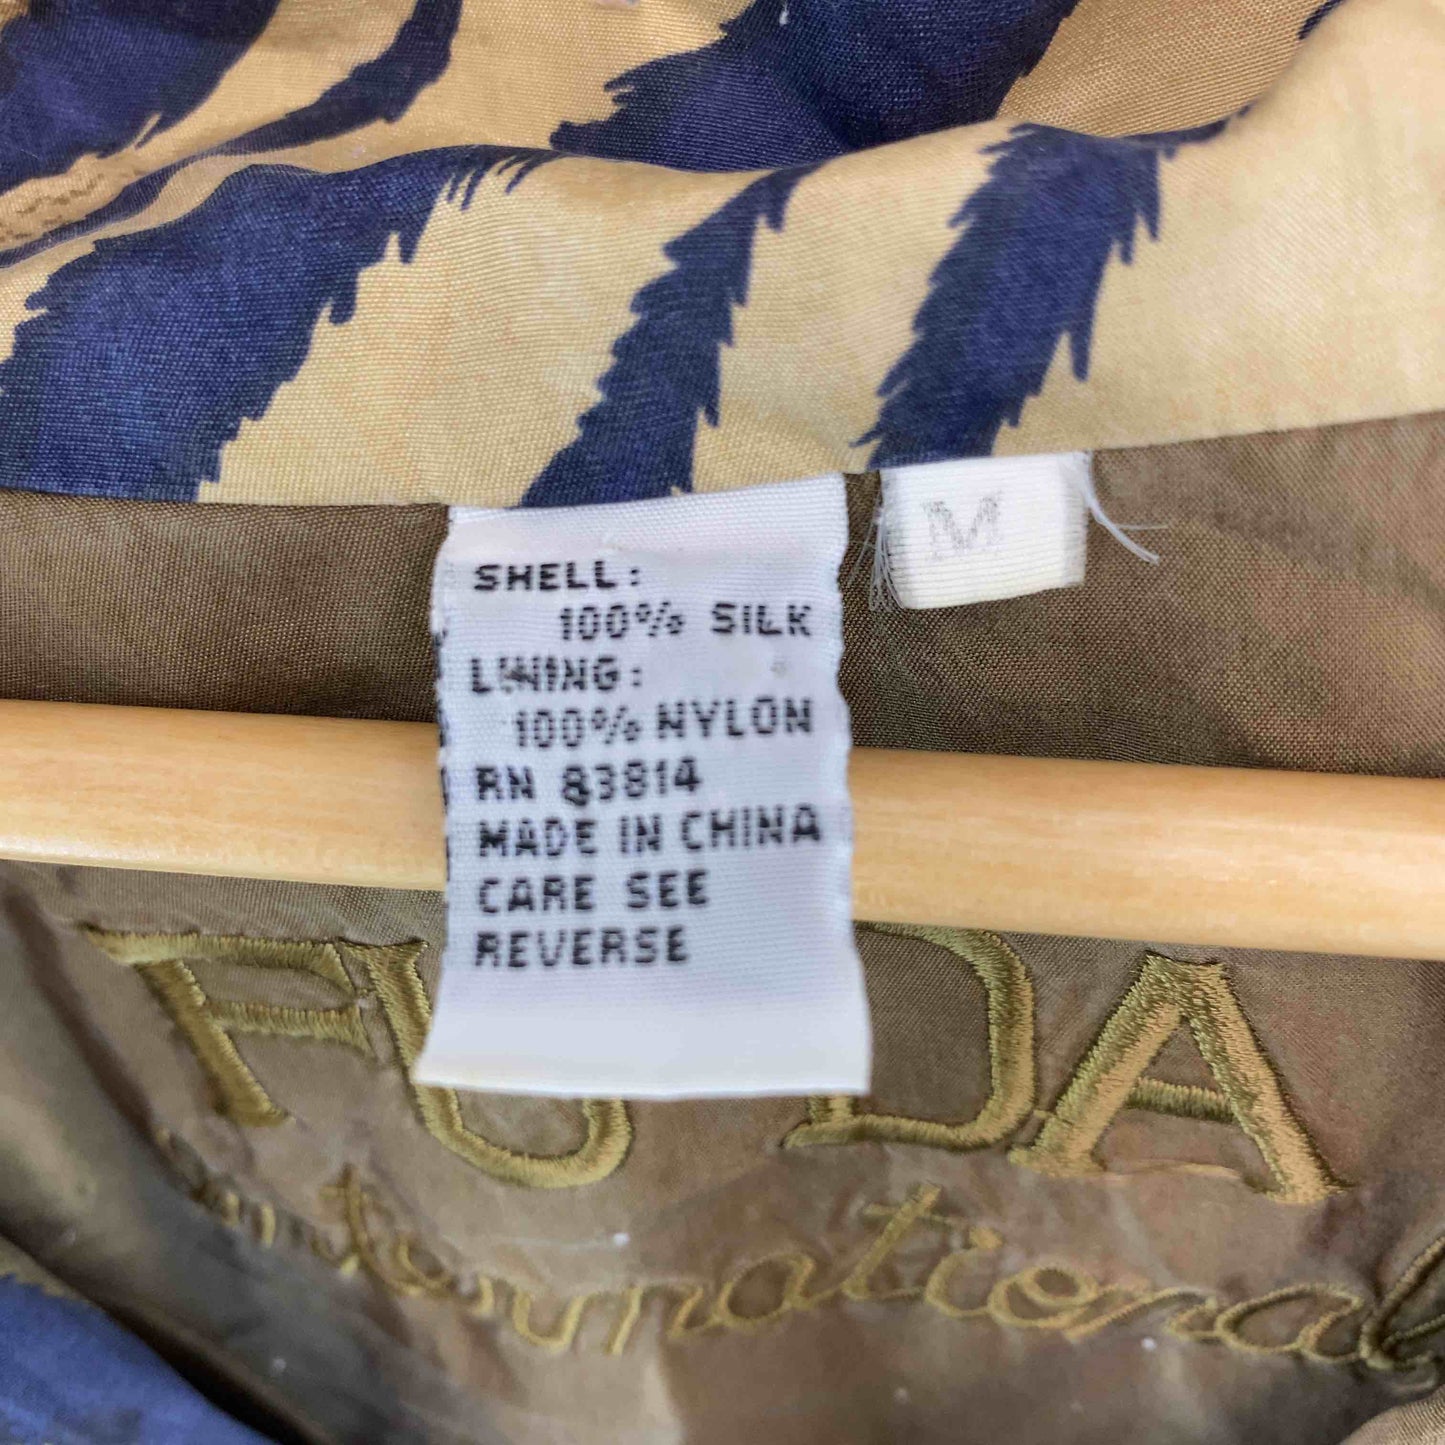 M
SHELL:
100% SILK
LINING:
100% NYLON
RN 83814
MADE IN CHINA
CARE SEE
REVERSE
International